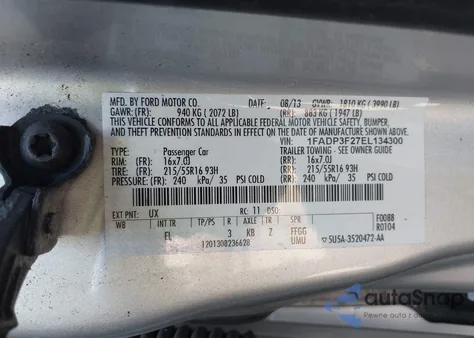 MFD. BY FORD MOTOR CO. DATE: 08/13 GVWR: 1810 KG (3990 LB)
GAWR: (FR): 940 KG (2072 LB) (RR): 883 KG (1947 LB)
THIS VEHICLE CONFORMS TO ALL APPLICABLE FEDERAL MOTOR VEHICLE SAFETY, BUMPER,
AND THEFT PREVENTION STANDARDS IN EFFECT ON THE DATE OF MANUFACTURE SHOWN ABOVE.
VIN: 1FADP3F27EL134300
TYPE: Passenger Car TRAILER TOWING - SEE OWNER GUIDE
RIM: (FR) 16x7.0J (RR): 16x7.0J
TIRE: (FR) 215/55R16 93H (RR): 215/55R16 93H
PRESSURE: (FR) 240 kPa/ 35 PSI COLD (RR): 240 kPa/ 35 PSI COLD
EXT PNT: UX RC: 11 DSO: F0088
WB INT TR TP/PS R AXLE TR SPR R0104
FL 3 KB Z FFGG
1201308236628 UMU 5U5A-3520472-AA
autoSnap
Pewne auto z